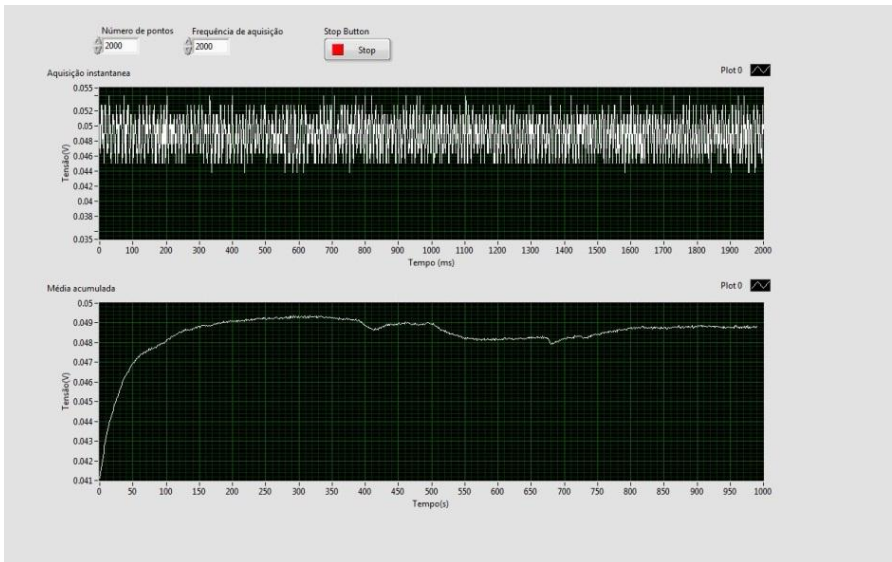 Número de pontos
Frequência de aquisição
Stop Button
2000
2000
Stop
Aquisição instantanea
Plot 0
0.055
0.052
0.05
0.048
0.046
0.044
0.042
0.04
0.038
0.035
Tensão(V)
0 100 200 300 400 500 600 700 800 900 1000 1100 1200 1300 1400 1500 1600 1700 1800 1900 2000
Tempo (ms)
Média acumulada
Plot 0
0.05
0.049
0.048
0.047
0.046
0.045
0.044
0.043
0.042
0.041
Tensão(V)
0 50 100 150 200 250 300 350 400 450 500 550 600 650 700 750 800 850 900 950 1000
Tempo(s)